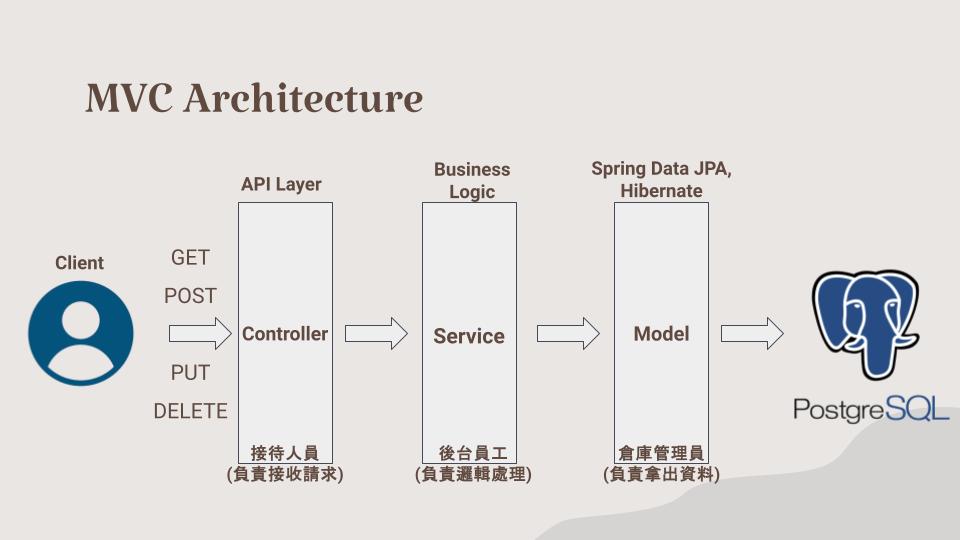 MVC Architecture
Client
GET
POST
PUT
DELETE
API Layer
Controller
接待人員
(負責接收請求)
Business
Logic
Service
後台員工
(負責邏輯處理)
Spring Data JPA,
Hibernate
Model
倉庫管理員
(負責拿出資料)
PostgreSQL